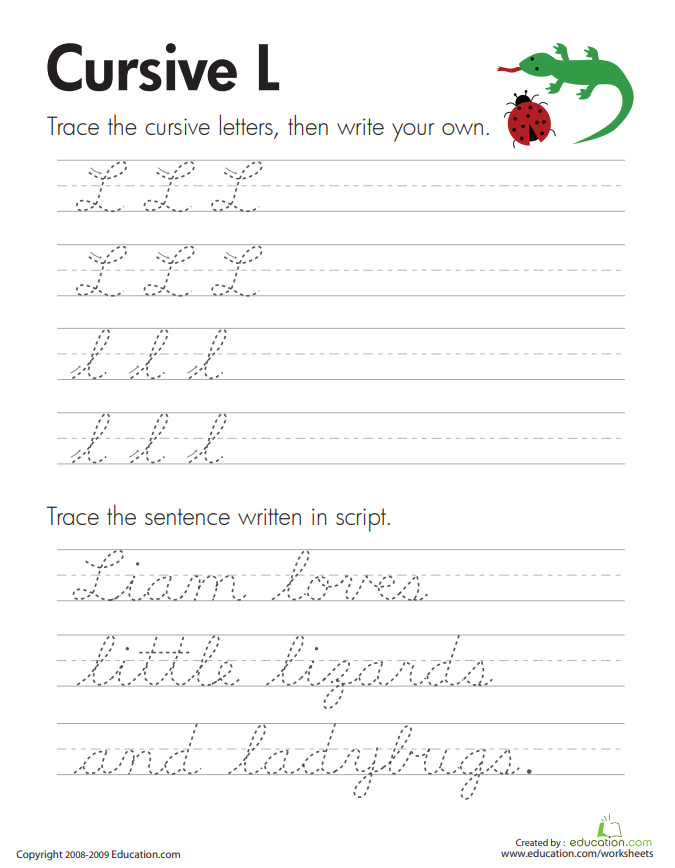 Cursive L
Trace the cursive letters, then write your own.
L L L
L L L
l l l
l l l
Trace the sentence written in script.
Liam loves
little lizards
and ladybugs.
Created by :
education.com
Copyright 2008-2009 Education.com
www.education.com/worksheets